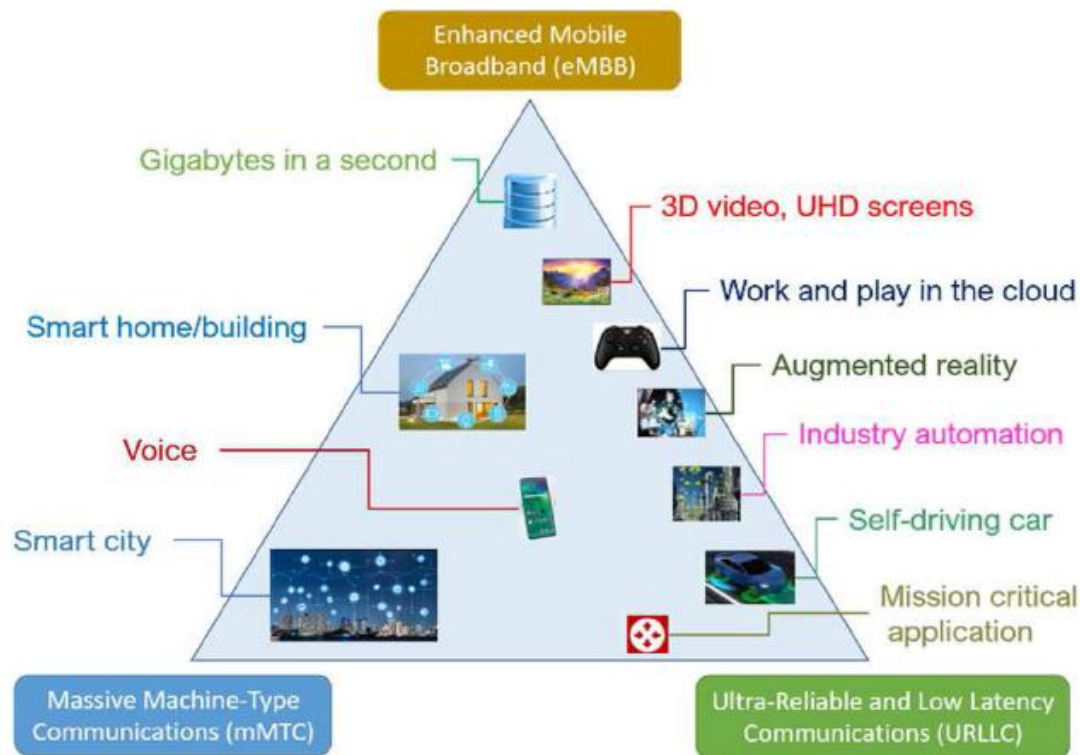 Enhanced Mobile
Broadband (eMBB)
Gigabytes in a second
3D video, UHD screens
Work and play in the cloud
Smart home/building
Augmented reality
Industry automation
Voice
Self-driving car
Smart city
Mission critical
application
Massive Machine-Type
Communications (mMTC)
Ultra-Reliable and Low Latency
Communications (URLLC)